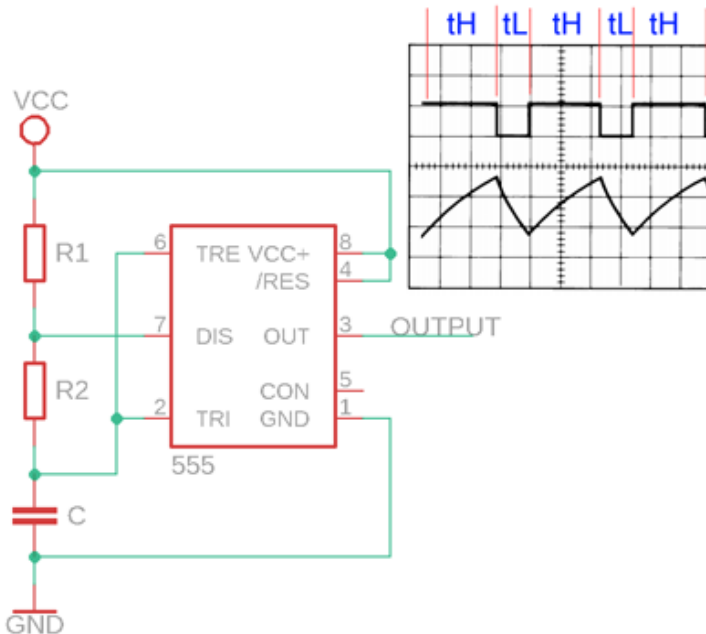 tH tL tH tL tH
VCC
R1
6 TRE VCC+ 8
/RES 4
7 DIS OUT 3 OUTPUT
R2
CON 5
2 TRI GND 1
555
C
GND